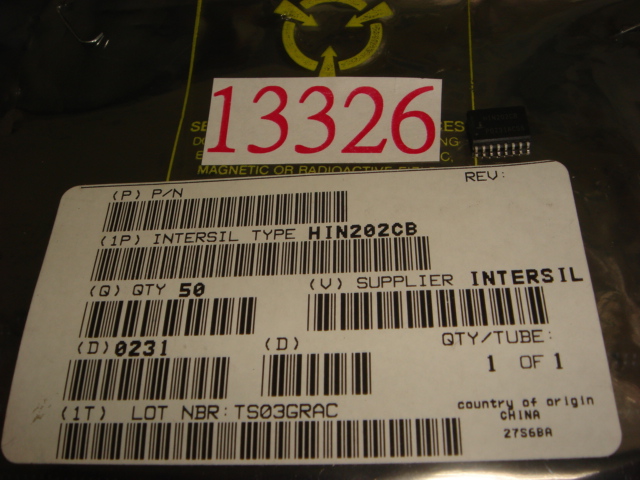 13326
MAGNETIC OR RADIOACTIVE
REV:
(P) P/N
(1P) INTERSIL TYPE HIN202CB
(Q) QTY 50
(V) SUPPLIER INTERSIL
(D) 0231
(D)
QTY/TUBE:
1 OF 1
(1T) LOT NBR: TS03GRAC
country of origin
CHINA
27S6BA